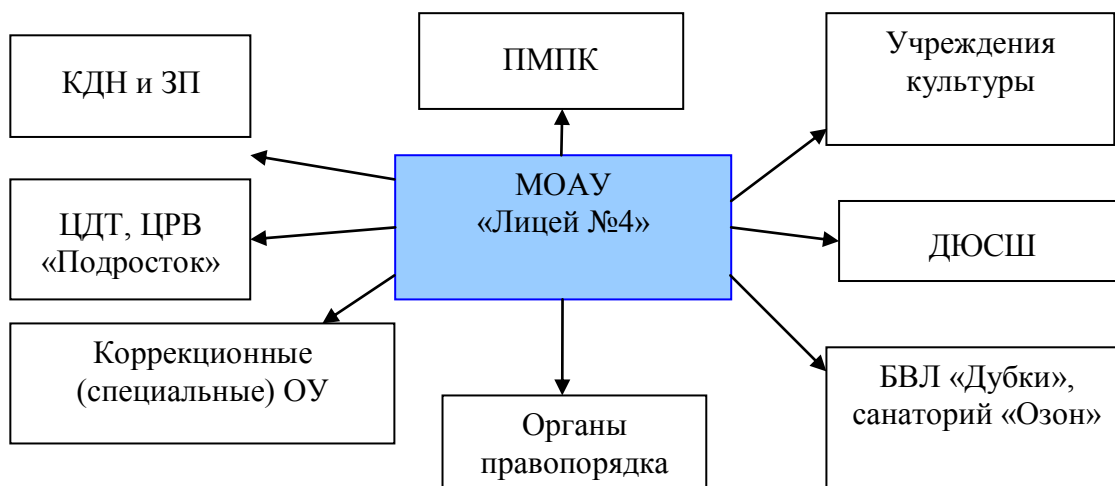 КДН и ЗП
ПМПК
Учреждения
культуры
МОАУ
«Лицей №4»
ЦДТ, ЦРВ
«Подросток»
ДЮСШ
Коррекционные
(специальные) ОУ
Органы
правопорядка
БВЛ «Дубки»,
санаторий «Озон»